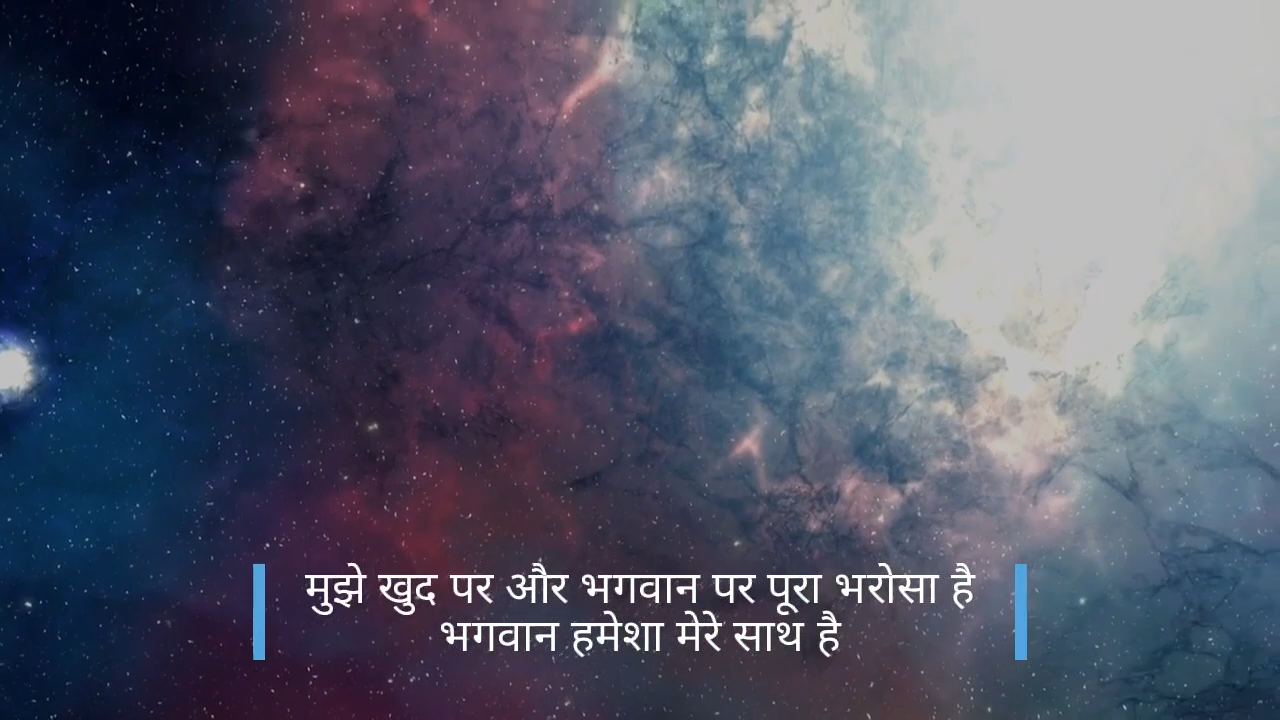 मुझे खुद पर और भगवान पर पूरा भरोसा है
भगवान हमेशा मेरे साथ है